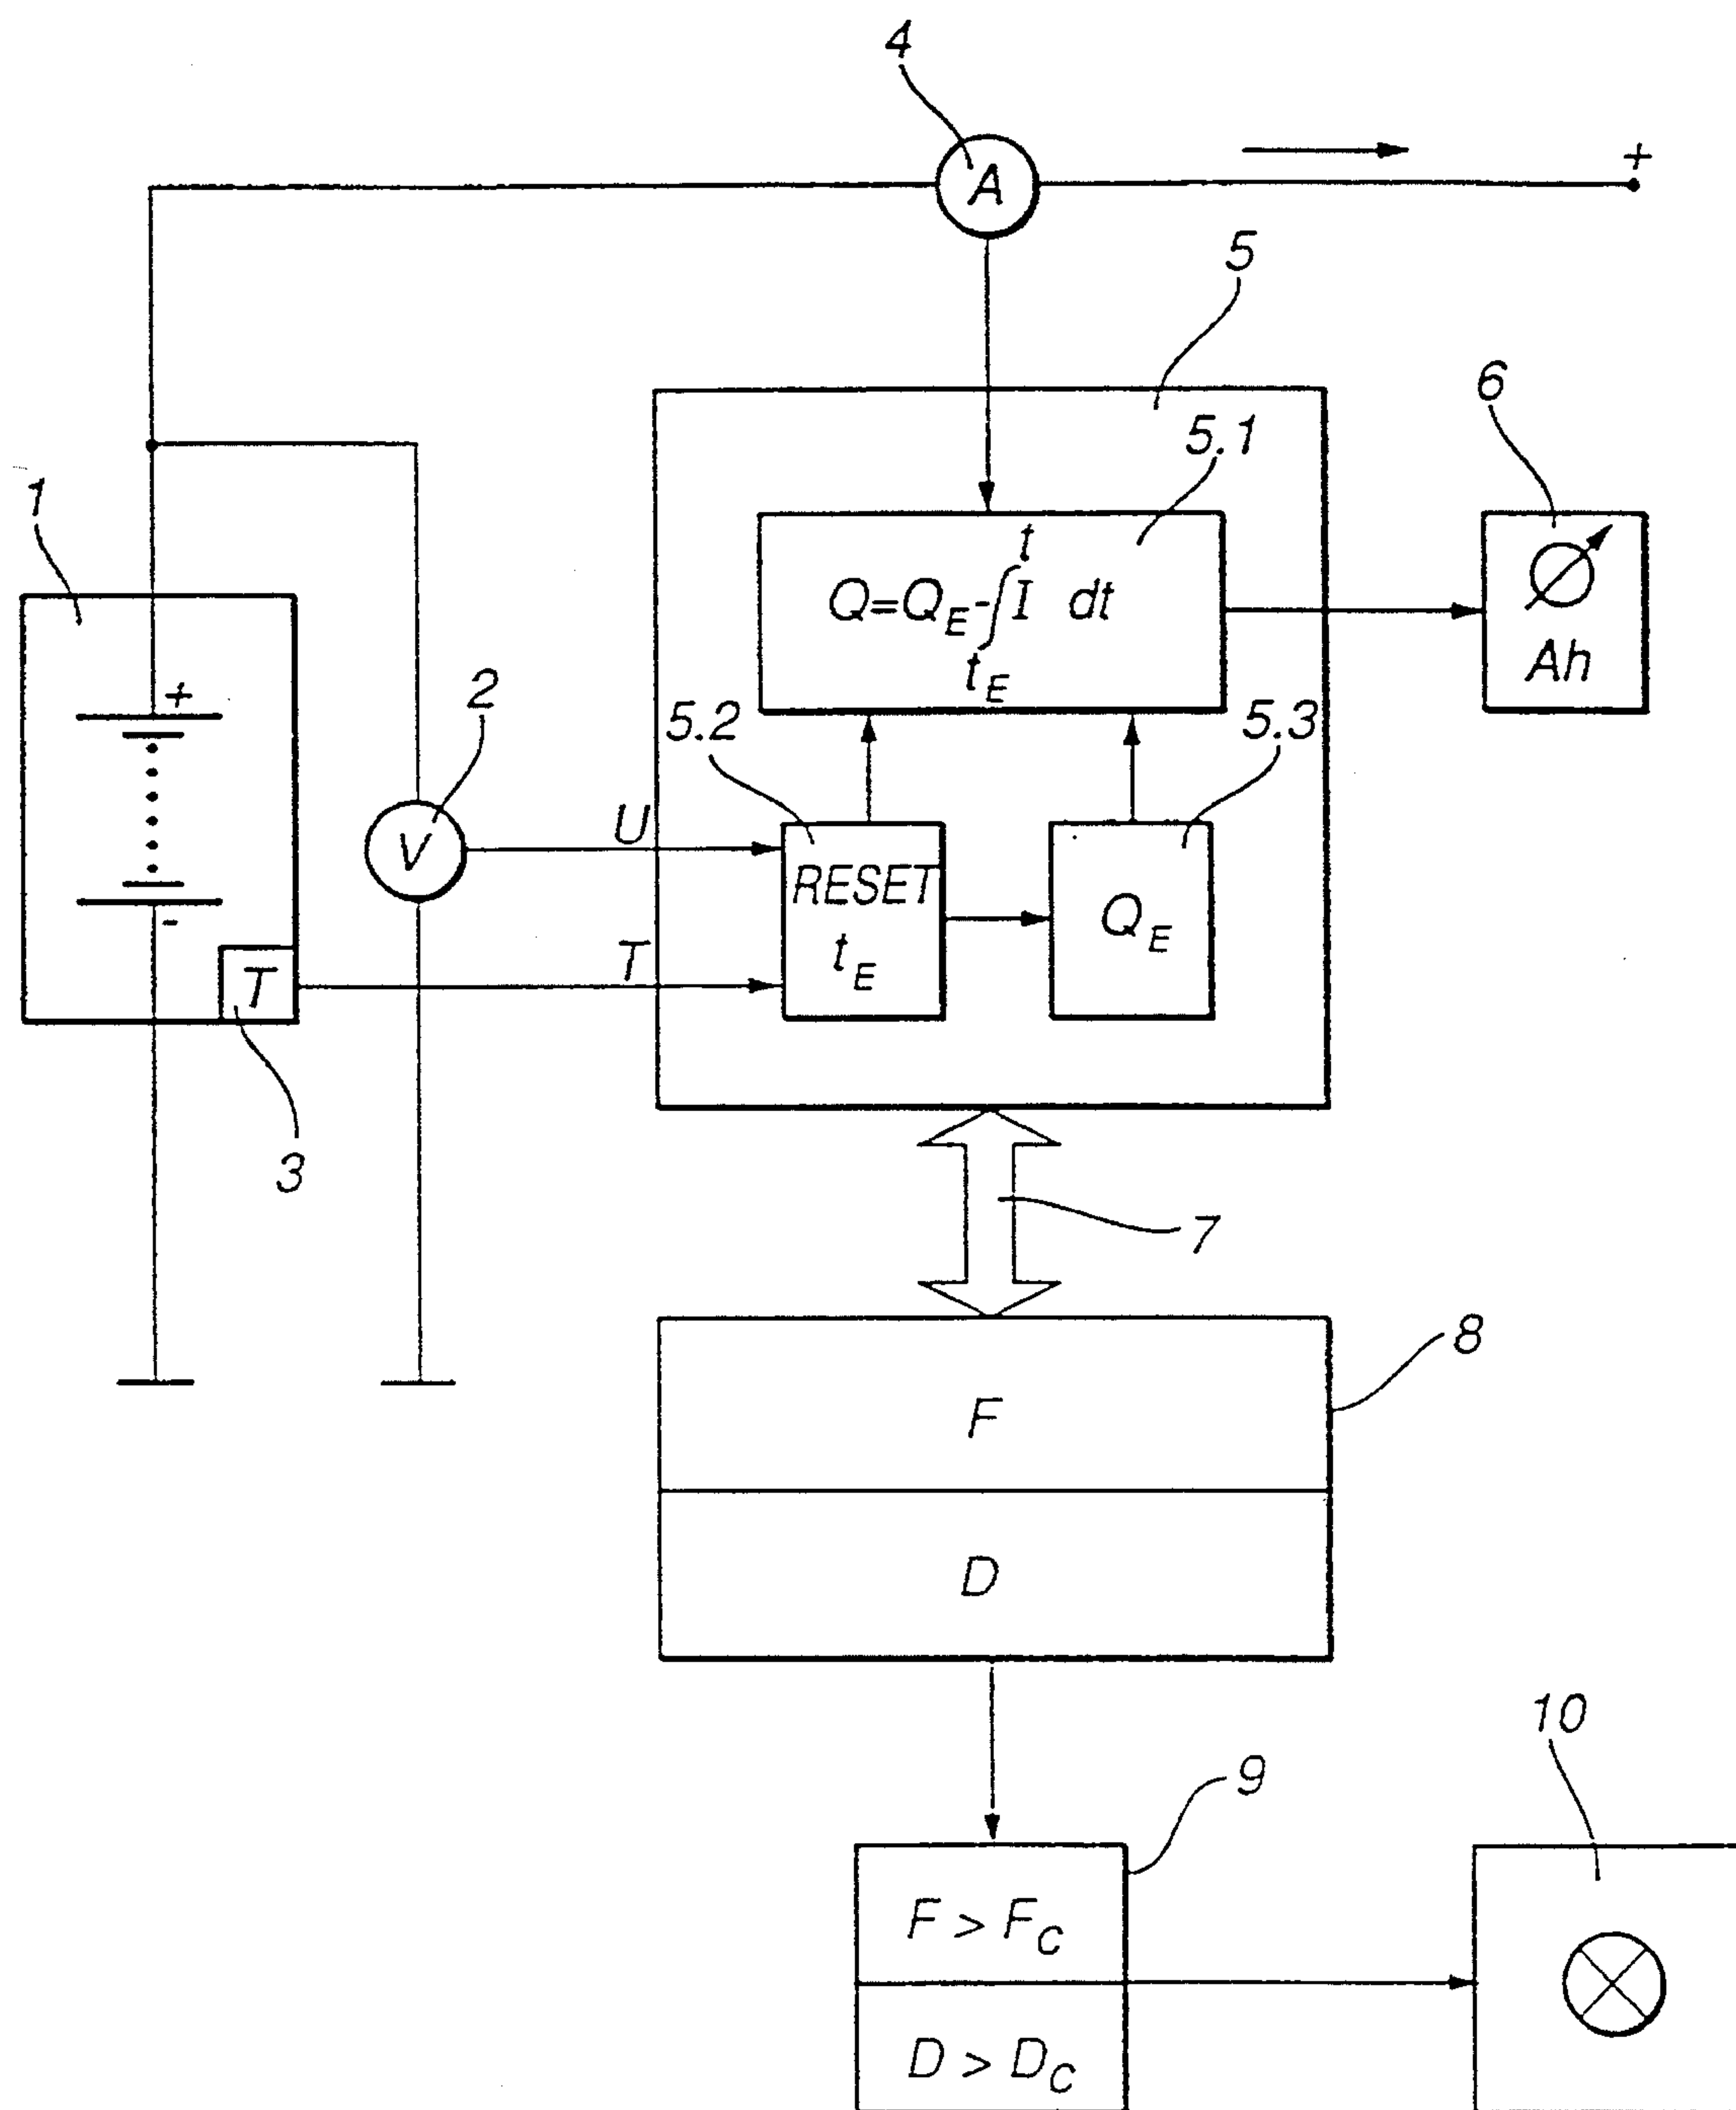 4
A
+
5
6
5.1
1
t
Q=Q_E-∫I dt
t_E
Ah
+
2
5.2
5.3
U
V
RESET
t_E
Q_E
-
T
T
3
7
8
F
D
10
9
F > F_C
D > D_C